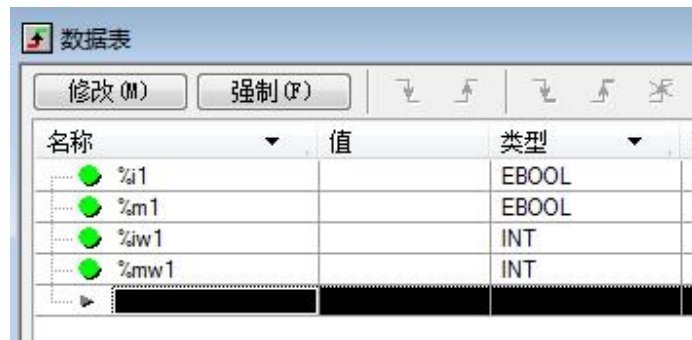 数据表
修改(M) 强制(F)
名称 值 类型
%i1 EBOOL
%m1 EBOOL
%iw1 INT
%mw1 INT